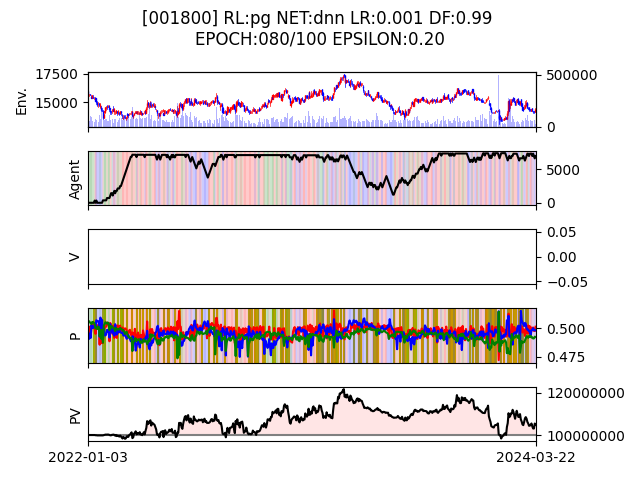 [001800] RL:pg NET:dnn LR:0.001 DF:0.99
EPOCH:080/100 EPSILON:0.20
Env.
17500
15000
500000
0
Agent
5000
0
V
0.05
0.00
−0.05
P
0.500
0.475
PV
120000000
100000000
2022-01-03
2024-03-22